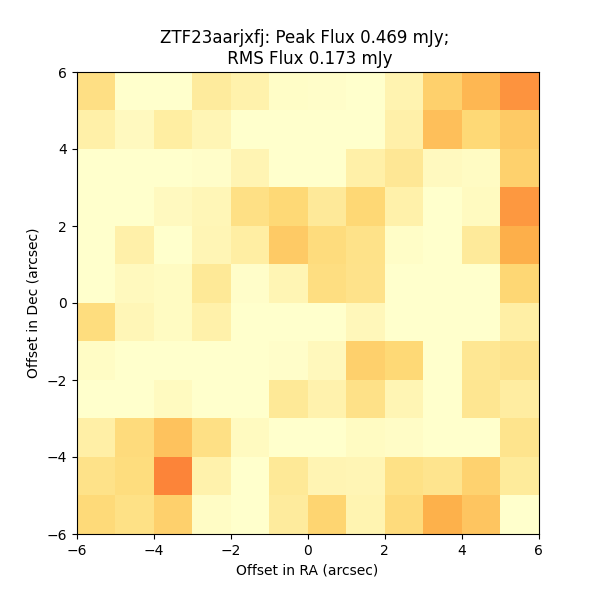 ZTF23aarjxfj: Peak Flux 0.469 mJy;
RMS Flux 0.173 mJy
6
4
2
0
−2
−4
−6
Offset in Dec (arcsec)
−6 −4 −2 0 2 4 6
Offset in RA (arcsec)